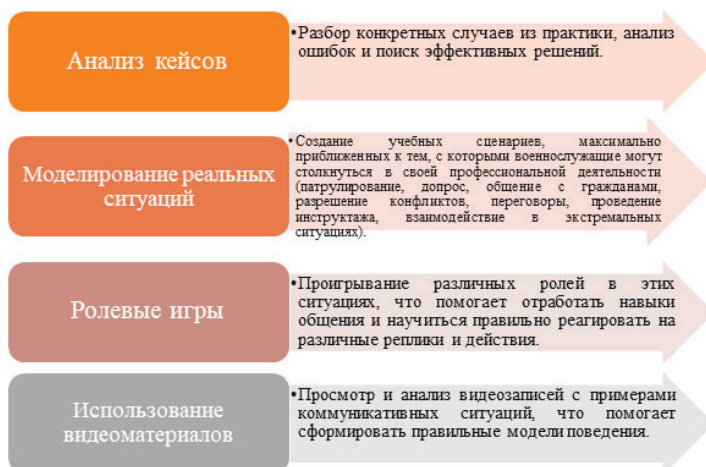 Анализ кейсов
•Разбор конкретных случаев из практики, анализ
ошибок и поиск эффективных решений.
Моделирование реальных
ситуаций
•Создание учебных сценариев, максимально
приближенных к тем, с которыми военнослужащие могут
столкнуться в своей профессиональной деятельности
(патрулирование, допрос, общение с гражданами,
разрешение конфликтов, переговоры, проведение
инструктажа, взаимодействие в экстремальных
ситуациях).
Ролевые игры
•Проигрывание различных ролей в этих
ситуациях, что помогает отработать навыки
общения и научиться правильно реагировать на
различные реплики и действия.
Использование
видеоматериалов
•Просмотр и анализ видеозаписей с примерами
коммуникативных ситуаций, что помогает
сформировать правильные модели поведения.